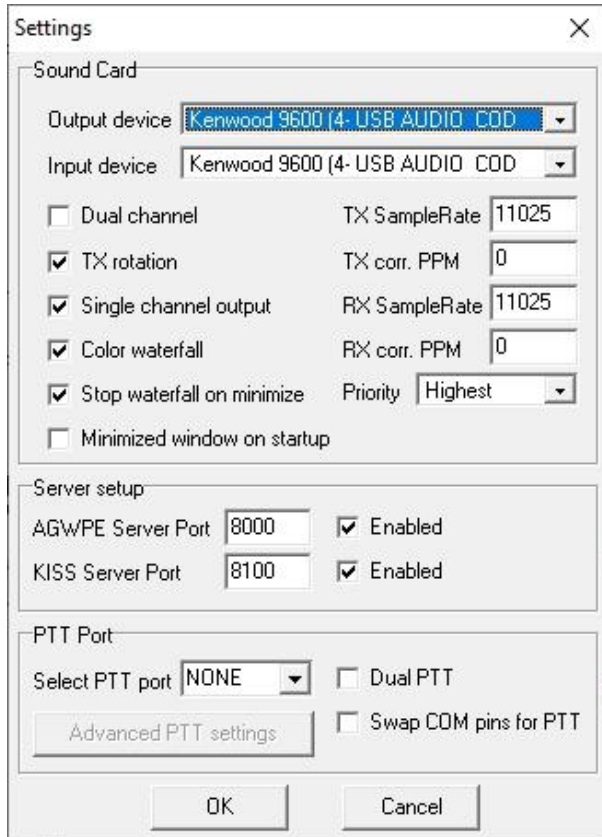 Settings
Sound Card
Output device Kenwood 9600 (4- USB AUDIO COD
Input device Kenwood 9600 (4- USB AUDIO COD
Dual channel TX SampleRate 11025
TX rotation TX corr. PPM 0
Single channel output RX SampleRate 11025
Color waterfall RX corr. PPM 0
Stop waterfall on minimize Priority Highest
Minimized window on startup
Server setup
AGWPE Server Port 8000 Enabled
KISS Server Port 8100 Enabled
PTT Port
Select PTT port NONE Dual PTT
Advanced PTT settings Swap COM pins for PTT
OK Cancel